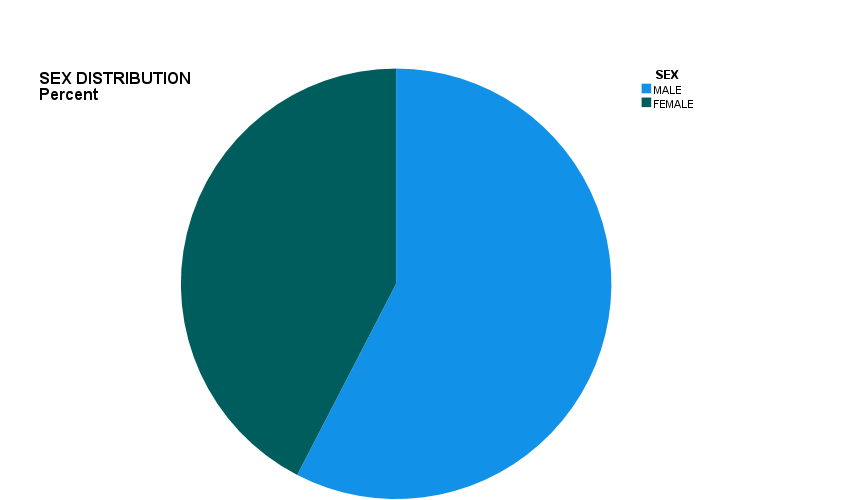 SEX DISTRIBUTION
Percent
SEX
MALE
FEMALE